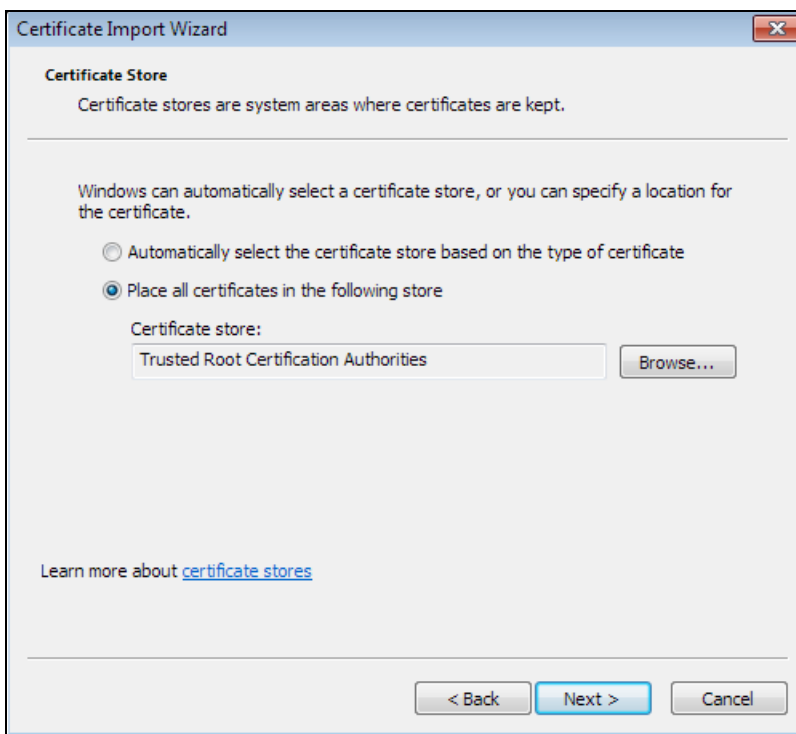 Certificate Import Wizard
Certificate Store
Certificate stores are system areas where certificates are kept.
Windows can automatically select a certificate store, or you can specify a location for
the certificate.
Automatically select the certificate store based on the type of certificate
Place all certificates in the following store
Certificate store:
Trusted Root Certification Authorities
Browse...
Learn more about certificate stores
< Back
Next >
Cancel